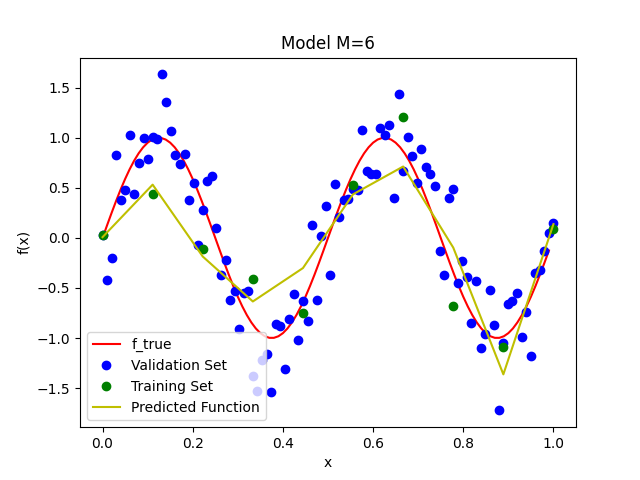 Model M=6
f(x)
1.5
1.0
0.5
0.0
−0.5
−1.0
−1.5
f_true
Validation Set
Training Set
Predicted Function
0.0 0.2 0.4 0.6 0.8 1.0
x